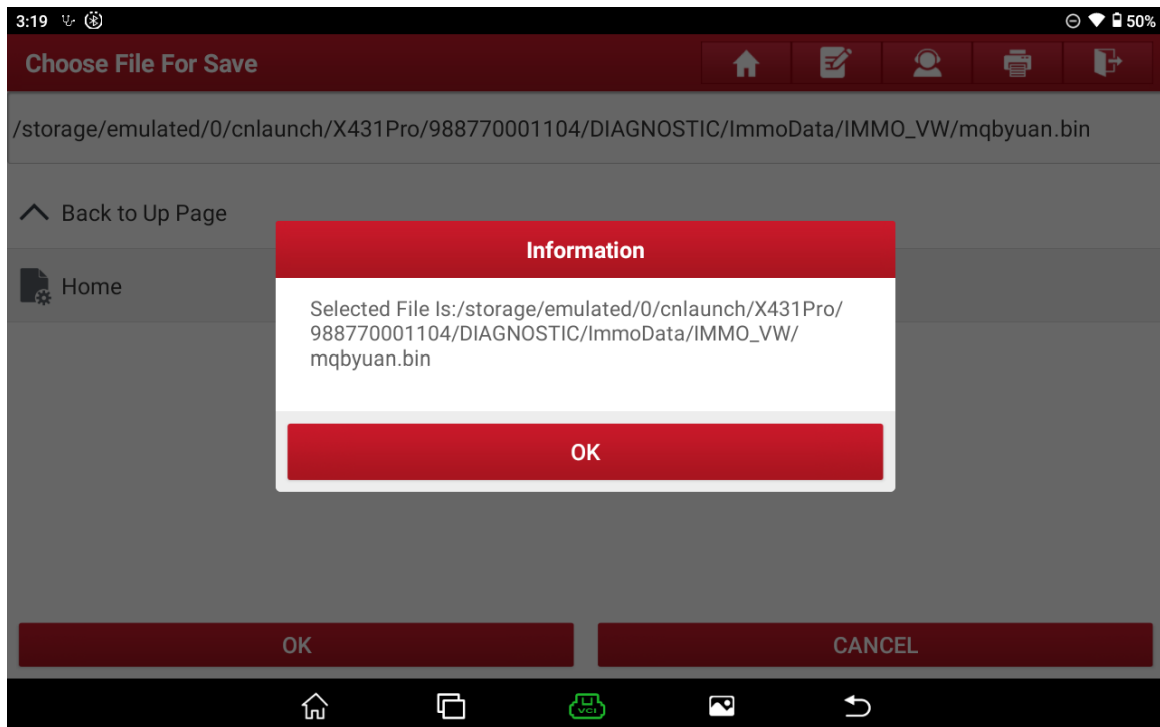 3:19
50%
Choose File For Save
/storage/emulated/0/cnlaunch/X431Pro/988770001104/DIAGNOSTIC/ImmoData/IMMO_VW/mqbyuan.bin
Back to Up Page
Information
Home
Selected File Is:/storage/emulated/0/cnlaunch/X431Pro/
988770001104/DIAGNOSTIC/ImmoData/IMMO_VW/
mqbyuan.bin
OK
OK
CANCEL
VCI